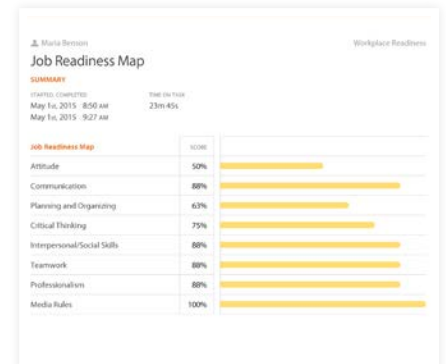 Maria Benson
Workplace Readiness
Job Readiness Map
SUMMARY
STARTED, COMPLETED
TIME ON TASK
May 1st, 2015 8:50 AM
23m 45s
May 1st, 2015 9:27 AM
Job Readiness Map SCORE
Attitude 50%
Communication 88%
Planning and Organizing 63%
Critical Thinking 75%
Interpersonal/Social Skills 88%
Teamwork 88%
Professionalism 88%
Media Rules 100%